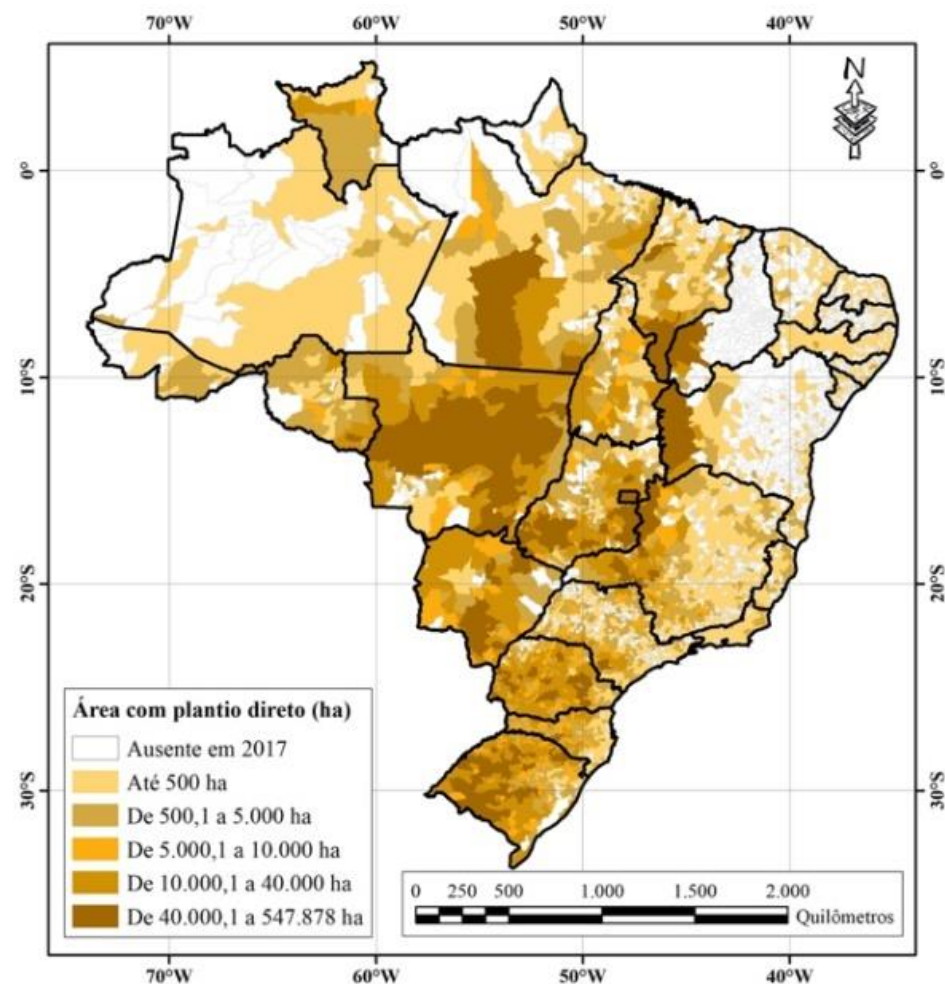 70°W 60°W 50°W 40°W
N
0° 0°
10°S 10°S
20°S 20°S
30°S 30°S
Área com plantio direto (ha)
Ausente em 2017
Até 500 ha
De 500,1 a 5.000 ha
De 5.000,1 a 10.000 ha
De 10.000,1 a 40.000 ha
De 40.000,1 a 547.878 ha
0 250 500 1.000 1.500 2.000
Quilômetros
70°W 60°W 50°W 40°W